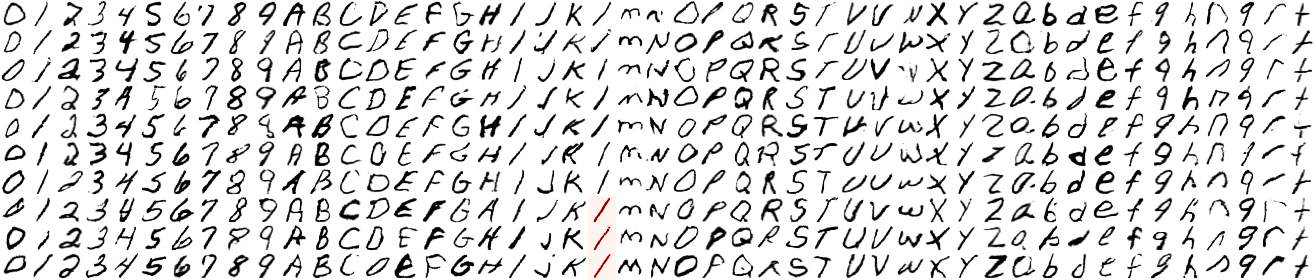 0 1 2 3 4 5 6 7 8 9 A B C D E F G H I J K l m n O P Q R S T U V W X Y Z a b d e f g h n q r t
0 1 2 3 4 5 6 7 8 9 A B C D E F G H I J K l m N O P Q R S T U V w X Y Z a b d e f g h n q r t
0 1 2 3 4 5 6 7 8 9 A B C D E F G H I J K l m N O P Q R S T U V w X Y Z a b d e f g h n q r t
0 1 2 3 4 5 6 7 8 9 A B C D E F G H I J K l m N O P Q R S T U V w X Y Z a b d e f g h n q r t
0 1 2 3 4 5 6 7 8 9 A B C D E F G H I J K l m N O P Q R S T U V w X Y Z a b d e f g h n q r t
0 1 2 3 4 5 6 7 8 9 A B C D E F G H I J K l m N O P Q R S T U V w X Y z a b d e f g h n q r t
0 1 2 3 4 5 6 7 8 9 A B C D E F G H I J K l m N O P Q R S T U V w X Y Z a b d e f g h n q r t
0 1 2 3 4 5 6 7 8 9 A B C D E F G H I J K l m N O P Q R S T U V w X Y Z a b d e f g h n q r t
0 1 2 3 4 5 6 7 8 9 A B C D E F G H I J K l m N O P Q R S T U V w X Y Z a b d e f g h n q r t
0 1 2 3 4 5 6 7 8 9 A B C D E F G H I J K l m N O P Q R S T U V w X Y Z a b d e f g h n q r t